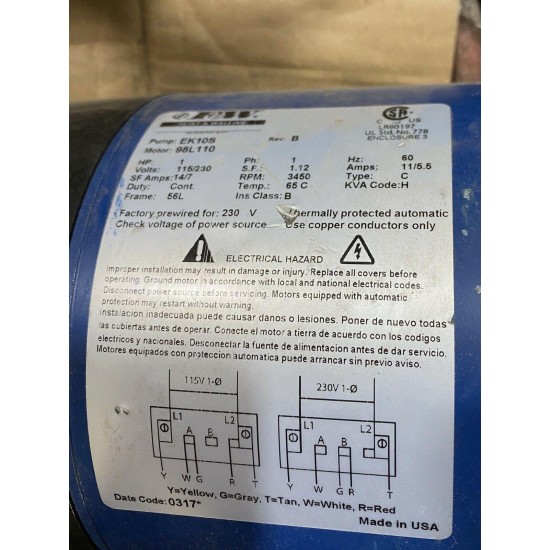 CSA
C US
LR90197
UL Std. No. 778
ENCLOSURE 3
Pump: EK10S Rev: B
Motor: 98L110
HP: 1 Ph: 1 Hz: 60
Volts: 115/230 S.F.: 1.12 Amps: 11/5.5
SF Amps: 14/7 RPM: 3450 Type: C
Duty: Cont. Temp.: 65 C KVA Code: H
Frame: 56L Ins Class: B
Factory prewired for: 230 V Thermally protected automatic
Check voltage of power source Use copper conductors only
ELECTRICAL HAZARD
Improper installation may result in damage or injury. Replace all covers before
operating. Ground motor in accordance with local and national electrical codes.
Disconnect power source before servicing. Motors equipped with automatic
protection may restart without warning.
Instalacion inadecuada puede causar danos o lesiones. Poner de nuevo todas
las cubiertas antes de operar. Conecte el motor a tierra de acuerdo con los codigos
electricos y nacionales. Desconectar la fuente de alimentacion antes de dar servicio.
Motores equipados con proteccion automatica puede arrancar sin previo aviso.
115V 1-Ø 230V 1-Ø
L1 L2 L1 L2
A B A B
Y W G R T Y W G R T
Y=Yellow, G=Gray, T=Tan, W=White, R=Red
Date Code: 0317*
Made in USA